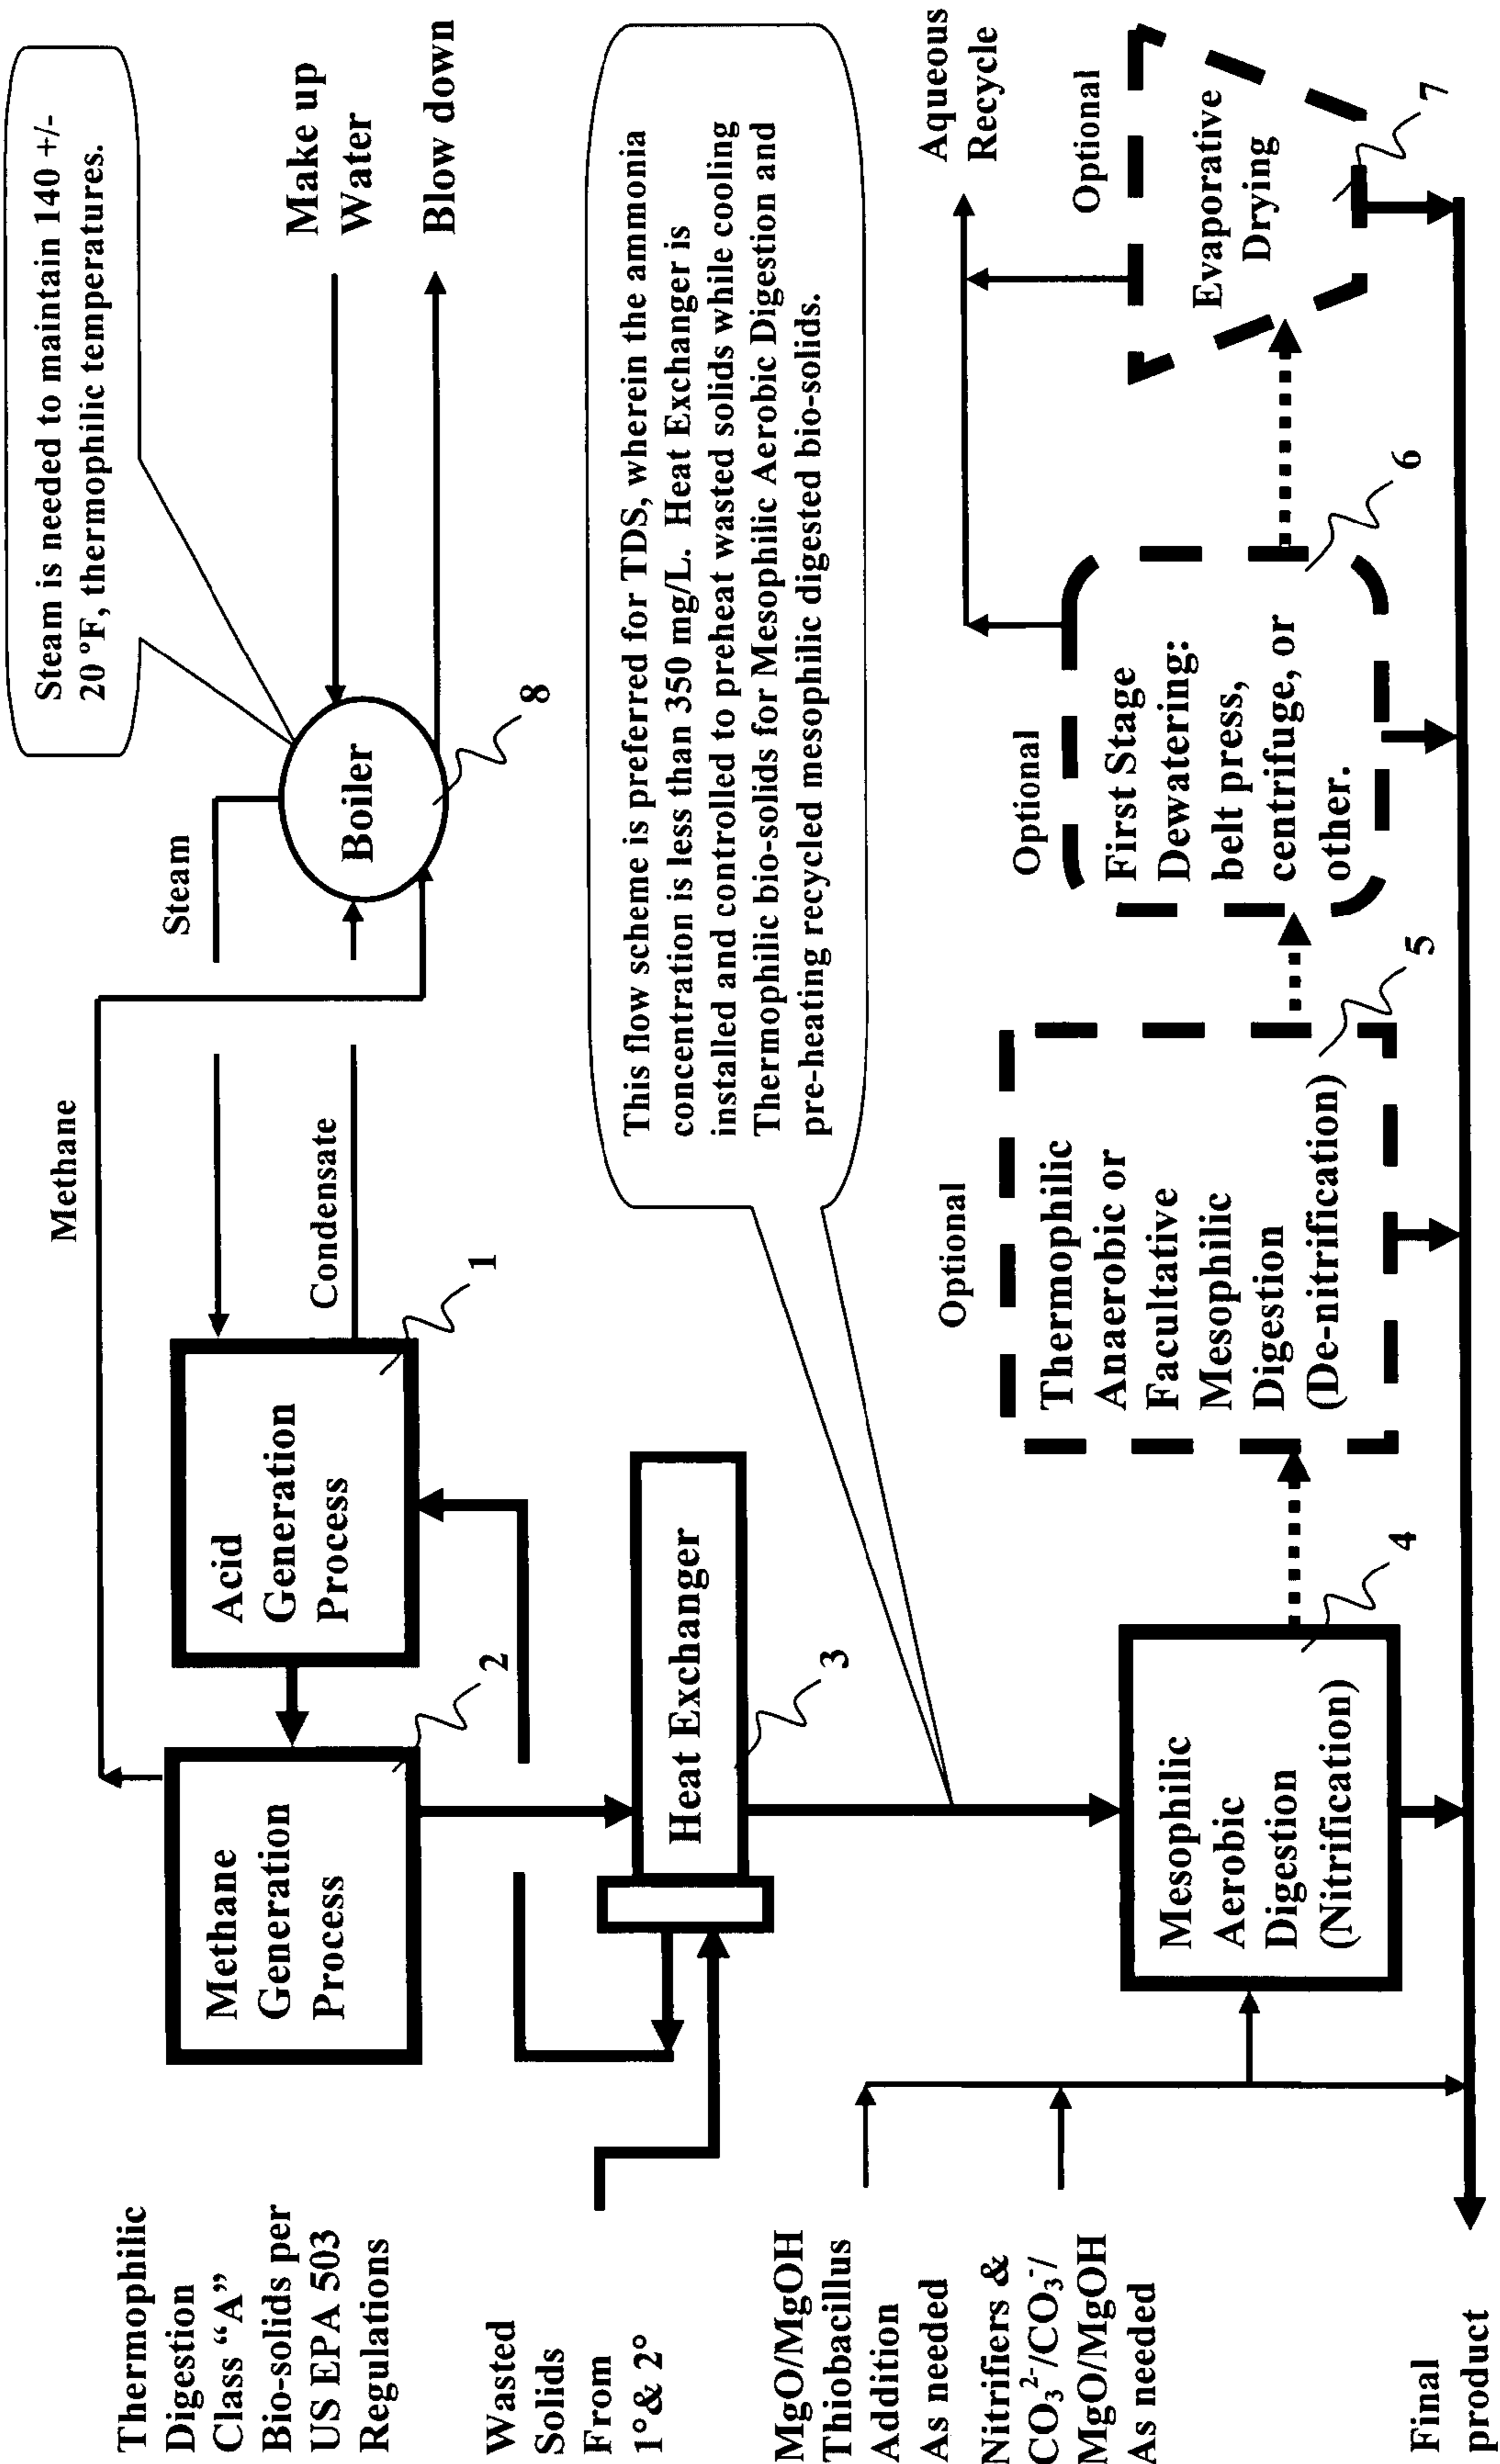 Thermophilic
Digestion
Class “A”
Bio-solids per
US EPA 503
Regulations
Methane
Methane
Generation
Process
2
Acid
Generation
Process
1
Steam
Condensate
Boiler
8
Steam is needed to maintain 140 +/-
20 °F, thermophilic temperatures.
Make up
Water
Blow down
Wasted
Solids
From
1°& 2°
Heat Exchanger
3
This flow scheme is preferred for TDS, wherein the ammonia
concentration is less than 350 mg/L. Heat Exchanger is
installed and controlled to preheat wasted solids while cooling
Thermophilic bio-solids for Mesophilic Aerobic Digestion and
pre-heating recycled mesophilic digested bio-solids.
MgO/MgOH
Thiobacillus
Addition
As needed
Nitrifiers &
CO₃²⁻/CO₃⁻/
MgO/MgOH
As needed
Mesophilic
Aerobic
Digestion
(Nitrification)
4
Optional
Thermophilic
Anaerobic or
Facultative
Mesophilic
Digestion
(De-nitrification)
5
Optional
First Stage
Dewatering:
belt press,
centrifuge, or
other.
6
Aqueous
Recycle
Optional
Evaporative
Drying
7
Final
product